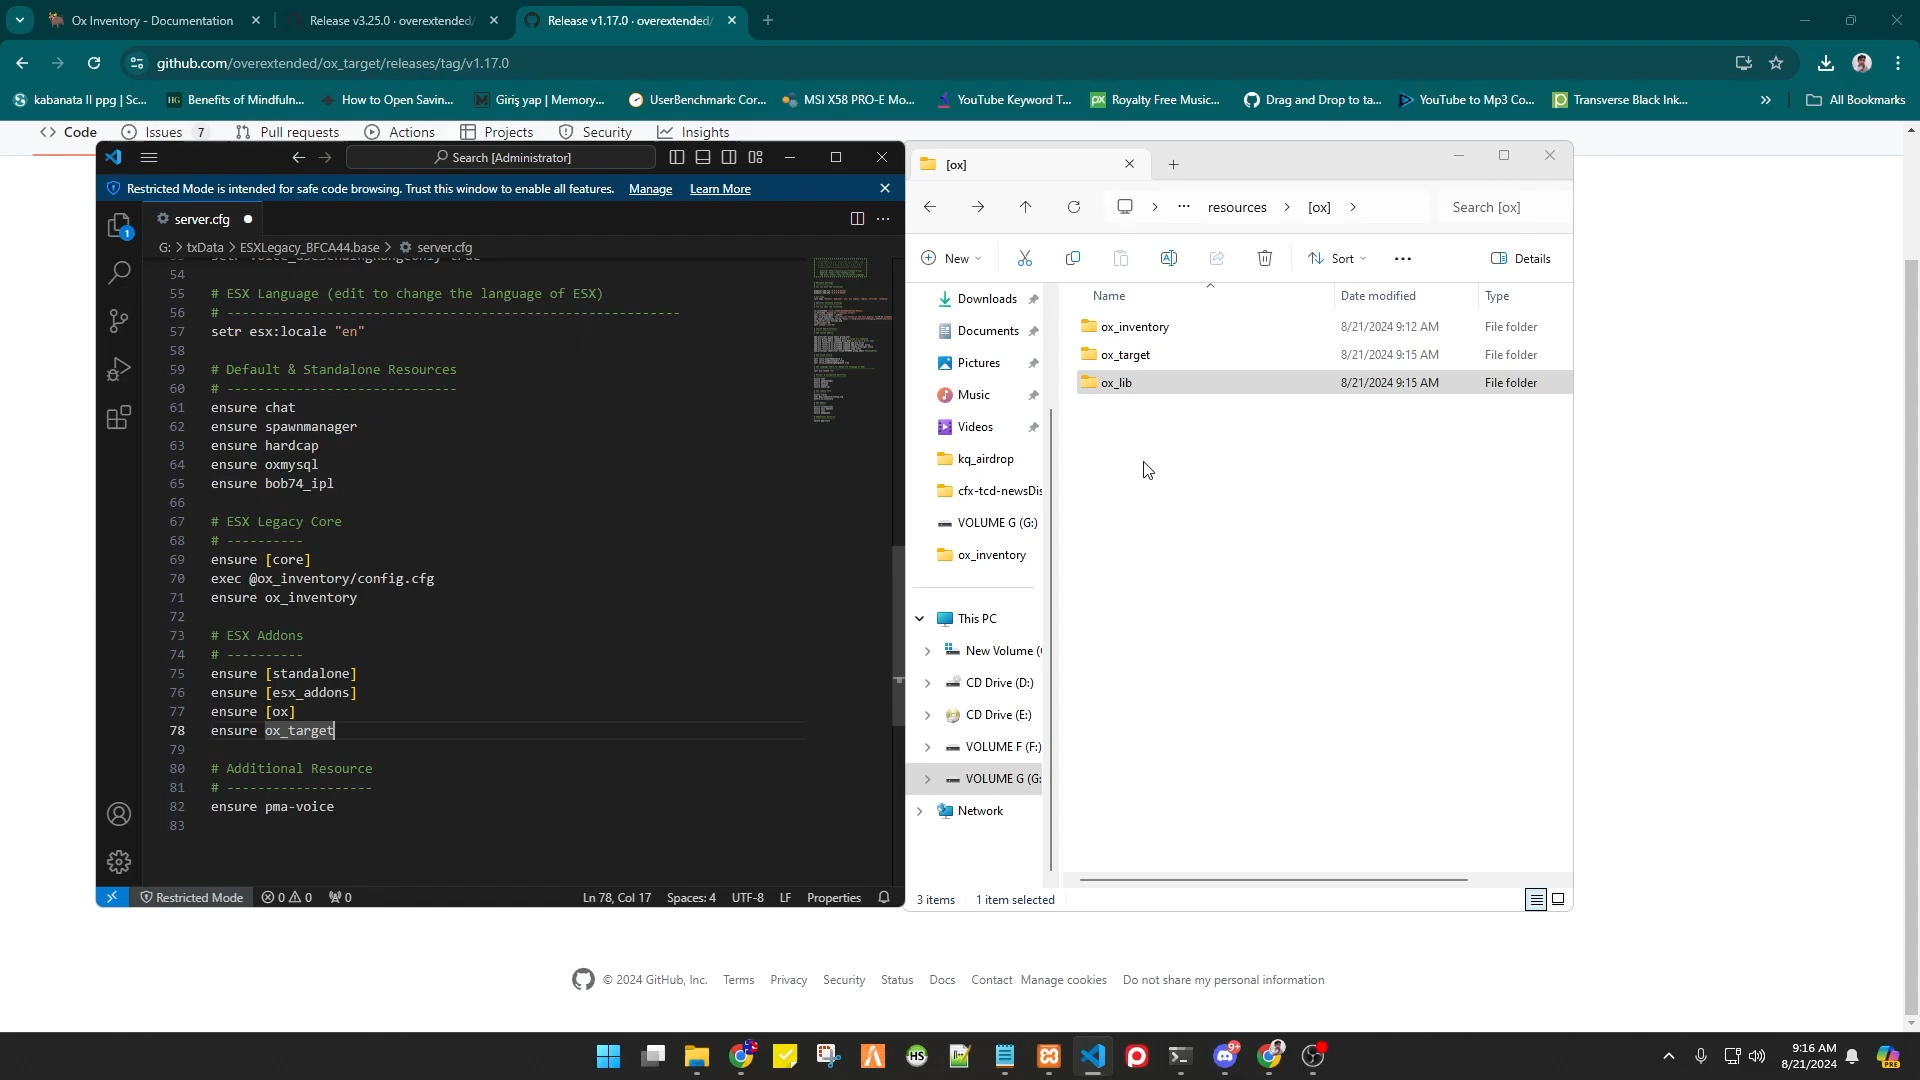 Ox Inventory - Documentation
Release v3.25.0 · overextended/
Release v1.17.0 · overextended/
github.com/overextended/ox_target/releases/tag/v1.17.0
kabanata II ppg | Sc...
Benefits of Mindfuln...
How to Open Savin...
Giriş yap | Memory...
UserBenchmark: Cor...
MSI X58 PRO-E Mo...
YouTube Keyword T...
Royalty Free Music...
Drag and Drop to ta...
YouTube to Mp3 Co...
Transverse Black Ink...
All Bookmarks
Code
Issues 7
Pull requests
Actions
Projects
Security
Insights
Search [Administrator]
Restricted Mode is intended for safe code browsing. Trust this window to enable all features. Manage Learn More
server.cfg
G: > txData > ESXLegacy_BFCA44.base > server.cfg
54
55 # ESX Language (edit to change the language of ESX)
56 # -----------------------------------------------------------
57 setr esx:locale "en"
58
59 # Default & Standalone Resources
60 # ------------------------------
61 ensure chat
62 ensure spawnmanager
63 ensure hardcap
64 ensure oxmysql
65 ensure bob74_ipl
66
67 # ESX Legacy Core
68 # ----------
69 ensure [core]
70 exec @ox_inventory/config.cfg
71 ensure ox_inventory
72
73 # ESX Addons
74 # ----------
75 ensure [standalone]
76 ensure [esx_addons]
77 ensure [ox]
78 ensure ox_target
79
80 # Additional Resource
81 # -------------------
82 ensure pma-voice
83
Restricted Mode
0 0
0
Ln 78, Col 17
Spaces: 4
UTF-8
LF
Properties
[ox]
resources > [ox] >
Search [ox]
New
Sort
Details
Name
Date modified
Type
ox_inventory 8/21/2024 9:12 AM File folder
ox_target 8/21/2024 9:15 AM File folder
ox_lib 8/21/2024 9:15 AM File folder
Downloads
Documents
Pictures
Music
Videos
kq_airdrop
cfx-tcd-newsDis
VOLUME G (G:)
ox_inventory
This PC
New Volume (
CD Drive (D:)
CD Drive (E:)
VOLUME F (F:)
VOLUME G (G:
Network
3 items
1 item selected
© 2024 GitHub, Inc.
Terms
Privacy
Security
Status
Docs
Contact
Manage cookies
Do not share my personal information
9:16 AM
8/21/2024